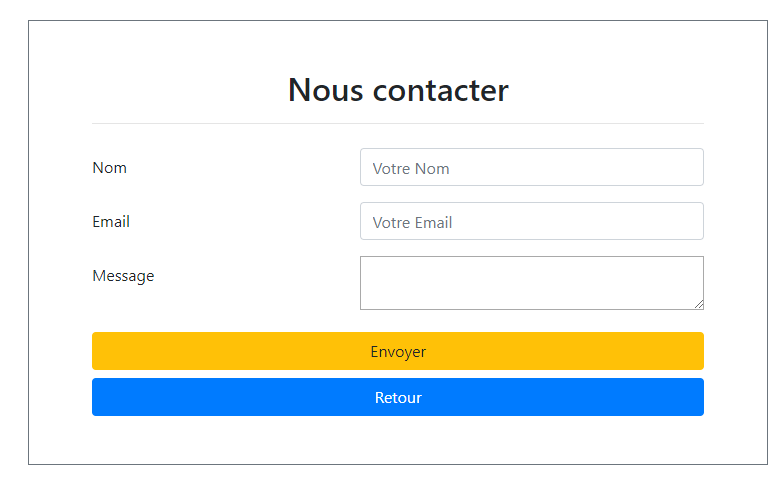 Nous contacter
Nom
Votre Nom
Email
Votre Email
Message
Envoyer
Retour